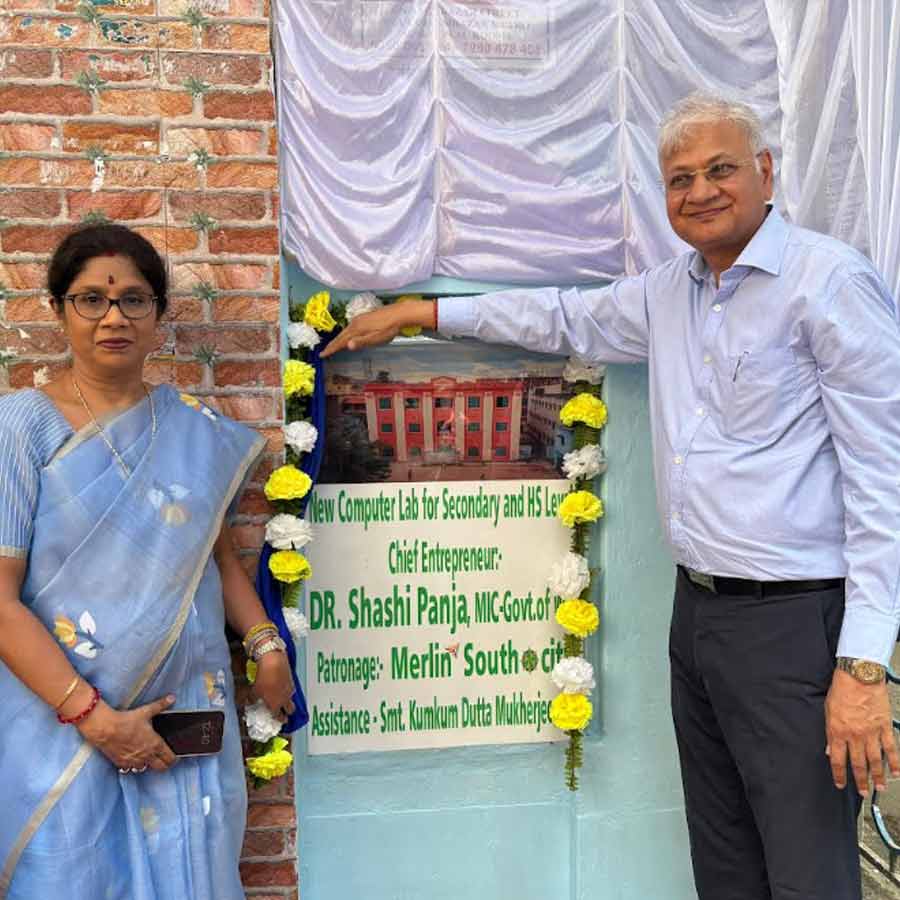 New Computer Lab for Secondary and HS Lev
Chief Entrepreneur:-
DR. Shashi Panja, MIC-Govt.of
Patronage:- Merlin South cit
Assistance - Smt. Kumkum Dutta Mukherjee